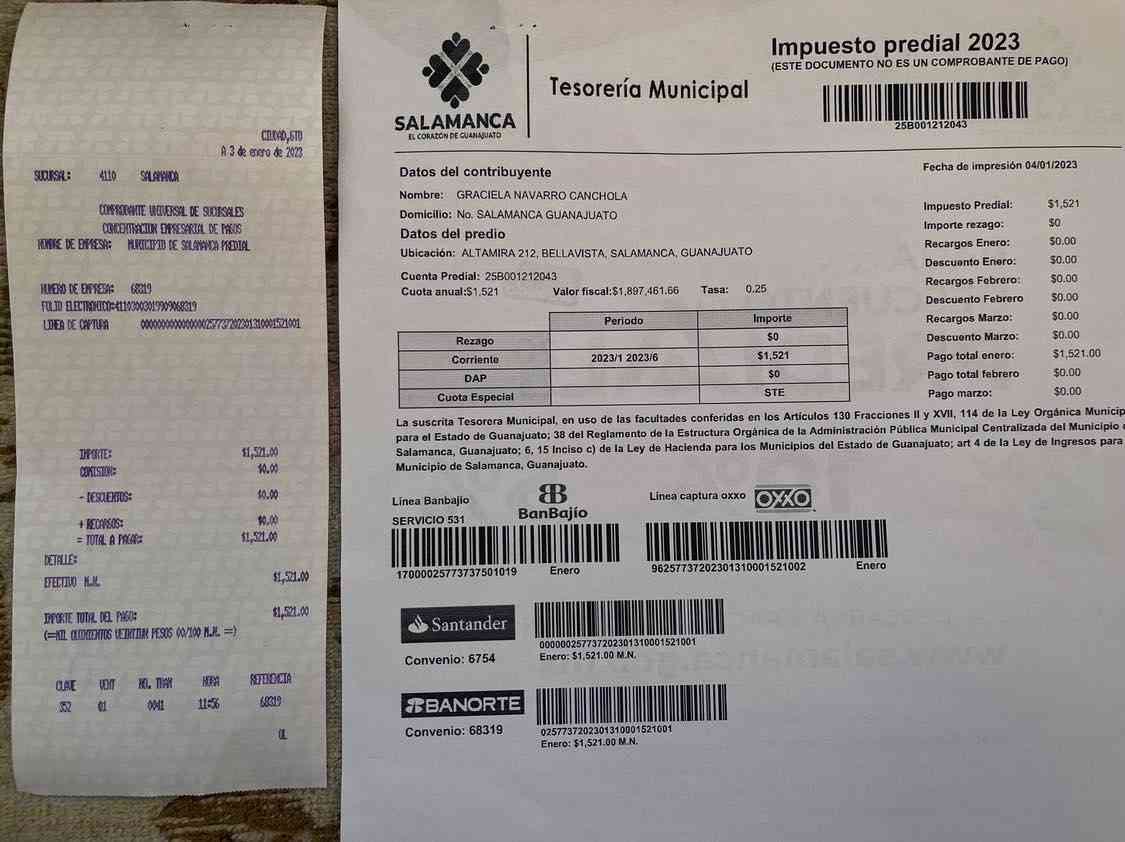 CIUDAD,GTO
A 3 de enero de 2023
SUCURSAL: 4110 SALAMANCA
COMPROBANTE UNIVERSAL DE SUCURSALES
CONCENTRACION EMPRESARIAL DE PAGOS
NOMBRE DE EMPRESA: MUNICIPIO DE SALAMANCA PREDIAL
NUMERO DE EMPRESA: 68319
FOLIO ELECTRONICO:
LINEA DE CAPTURA
IMPORTE: $1,521.00
COMISION: $0.00
- DESCUENTOS: $0.00
+ RECARGOS: $0.00
= TOTAL A PAGAR: $1,521.00
DETALLE:
EFECTIVO M.N. $1,521.00
IMPORTE TOTAL DEL PAGO: $1,521.00
(=MIL QUINIENTOS VEINTIUN PESOS 00/100 M.N. =)
CLAVE VENT NO. TRAN HORA REFERENCIA
352 01 0041 11:56 68319
OL
SALAMANCA
EL CORAZÓN DE GUANAJUATO
Tesorería Municipal
Impuesto predial 2023
(ESTE DOCUMENTO NO ES UN COMPROBANTE DE PAGO)
25B001212043
Fecha de impresión 04/01/2023
Datos del contribuyente
Nombre: GRACIELA NAVARRO CANCHOLA
Domicilio: No. SALAMANCA GUANAJUATO
Datos del predio
Ubicación: ALTAMIRA 212, BELLAVISTA, SALAMANCA, GUANAJUATO
Cuenta Predial: 25B001212043
Cuota anual:$1,521 Valor fiscal:$1,897,461.66 Tasa: 0.25
Impuesto Predial: $1,521
Importe rezago: $0
Recargos Enero: $0.00
Descuento Enero: $0.00
Recargos Febrero: $0.00
Descuento Febrero $0.00
Recargos Marzo: $0.00
Descuento Marzo: $0.00
Pago total enero: $1,521.00
Pago total febrero $0.00
Pago marzo: $0.00
Periodo Importe
Rezago $0
Corriente 2023/1 2023/6 $1,521
DAP $0
Cuota Especial STE
La suscrita Tesorera Municipal, en uso de las facultades conferidas en los Artículos 130 Fracciones II y XVII, 114 de la Ley Orgánica Municip
para el Estado de Guanajuato; 38 del Reglamento de la Estructura Orgánica de la Administración Pública Municipal Centralizada del Municipio
Salamanca, Guanajuato; 6, 15 Inciso c) de la Ley de Hacienda para los Municipios del Estado de Guanajuato; art 4 de la Ley de Ingresos para
Municipio de Salamanca, Guanajuato.
Línea Banbajío BanBajío
SERVICIO 531
17000025773737501019 Enero
Línea captura oxxo OXXO
96257737202301310001521002 Enero
Santander
Convenio: 6754
0000000257737202301310001521001
Enero: $1,521.00 M.N.
BANORTE
Convenio: 68319
0257737202301310001521001
Enero: $1,521.00 M.N.